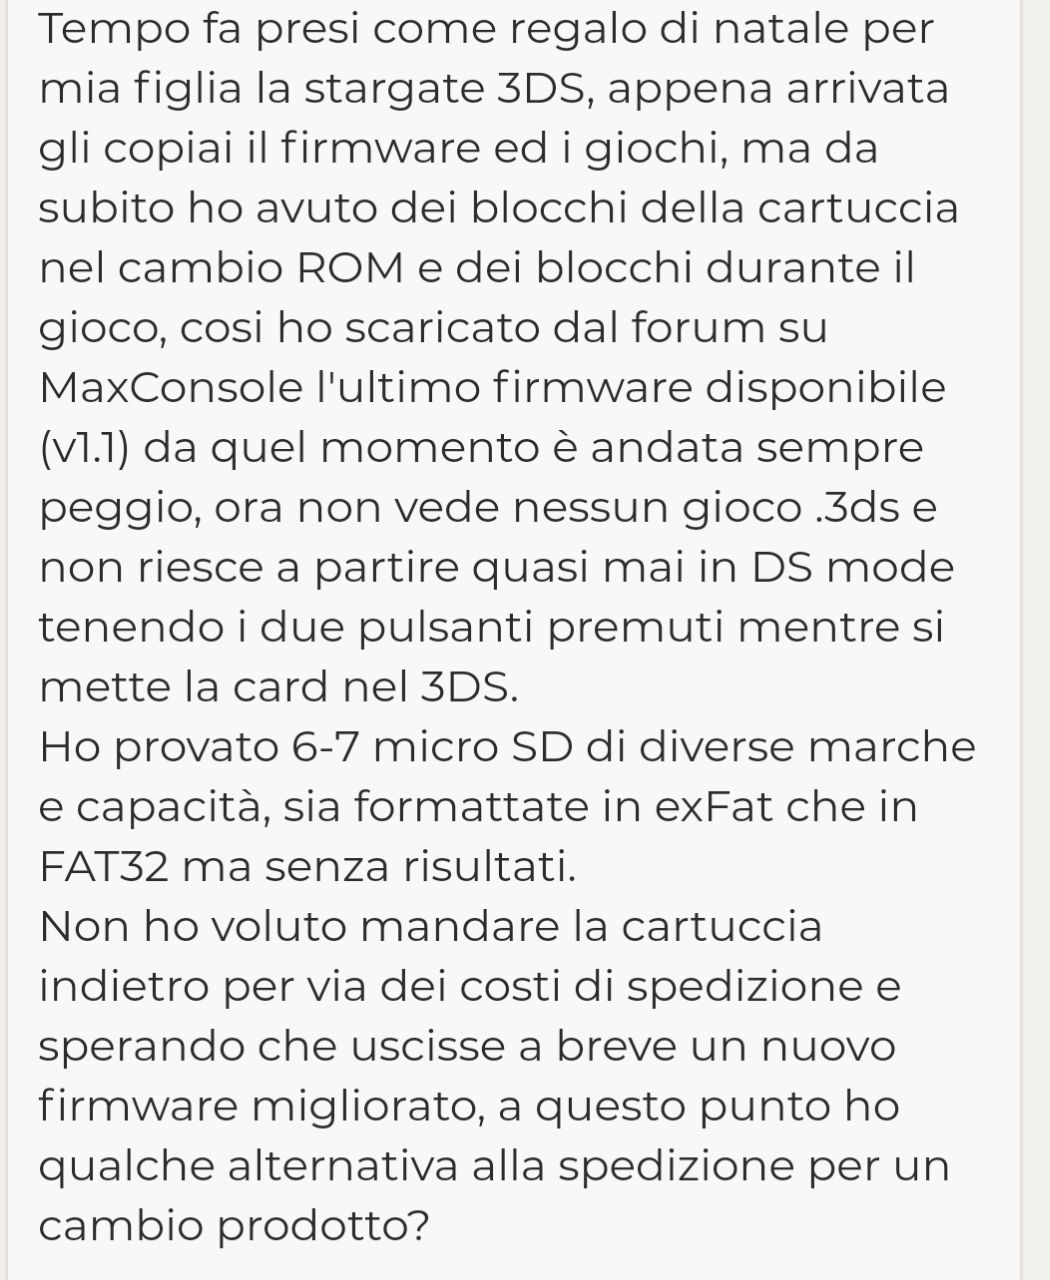 Tempo fa presi come regalo di natale per
mia figlia la stargate 3DS, appena arrivata
gli copiai il firmware ed i giochi, ma da
subito ho avuto dei blocchi della cartuccia
nel cambio ROM e dei blocchi durante il
gioco, cosi ho scaricato dal forum su
MaxConsole l'ultimo firmware disponibile
(v1.1) da quel momento è andata sempre
peggio, ora non vede nessun gioco .3ds e
non riesce a partire quasi mai in DS mode
tenendo i due pulsanti premuti mentre si
mette la card nel 3DS.
Ho provato 6-7 micro SD di diverse marche
e capacità, sia formattate in exFat che in
FAT32 ma senza risultati.
Non ho voluto mandare la cartuccia
indietro per via dei costi di spedizione e
sperando che uscisse a breve un nuovo
firmware migliorato, a questo punto ho
qualche alternativa alla spedizione per un
cambio prodotto?